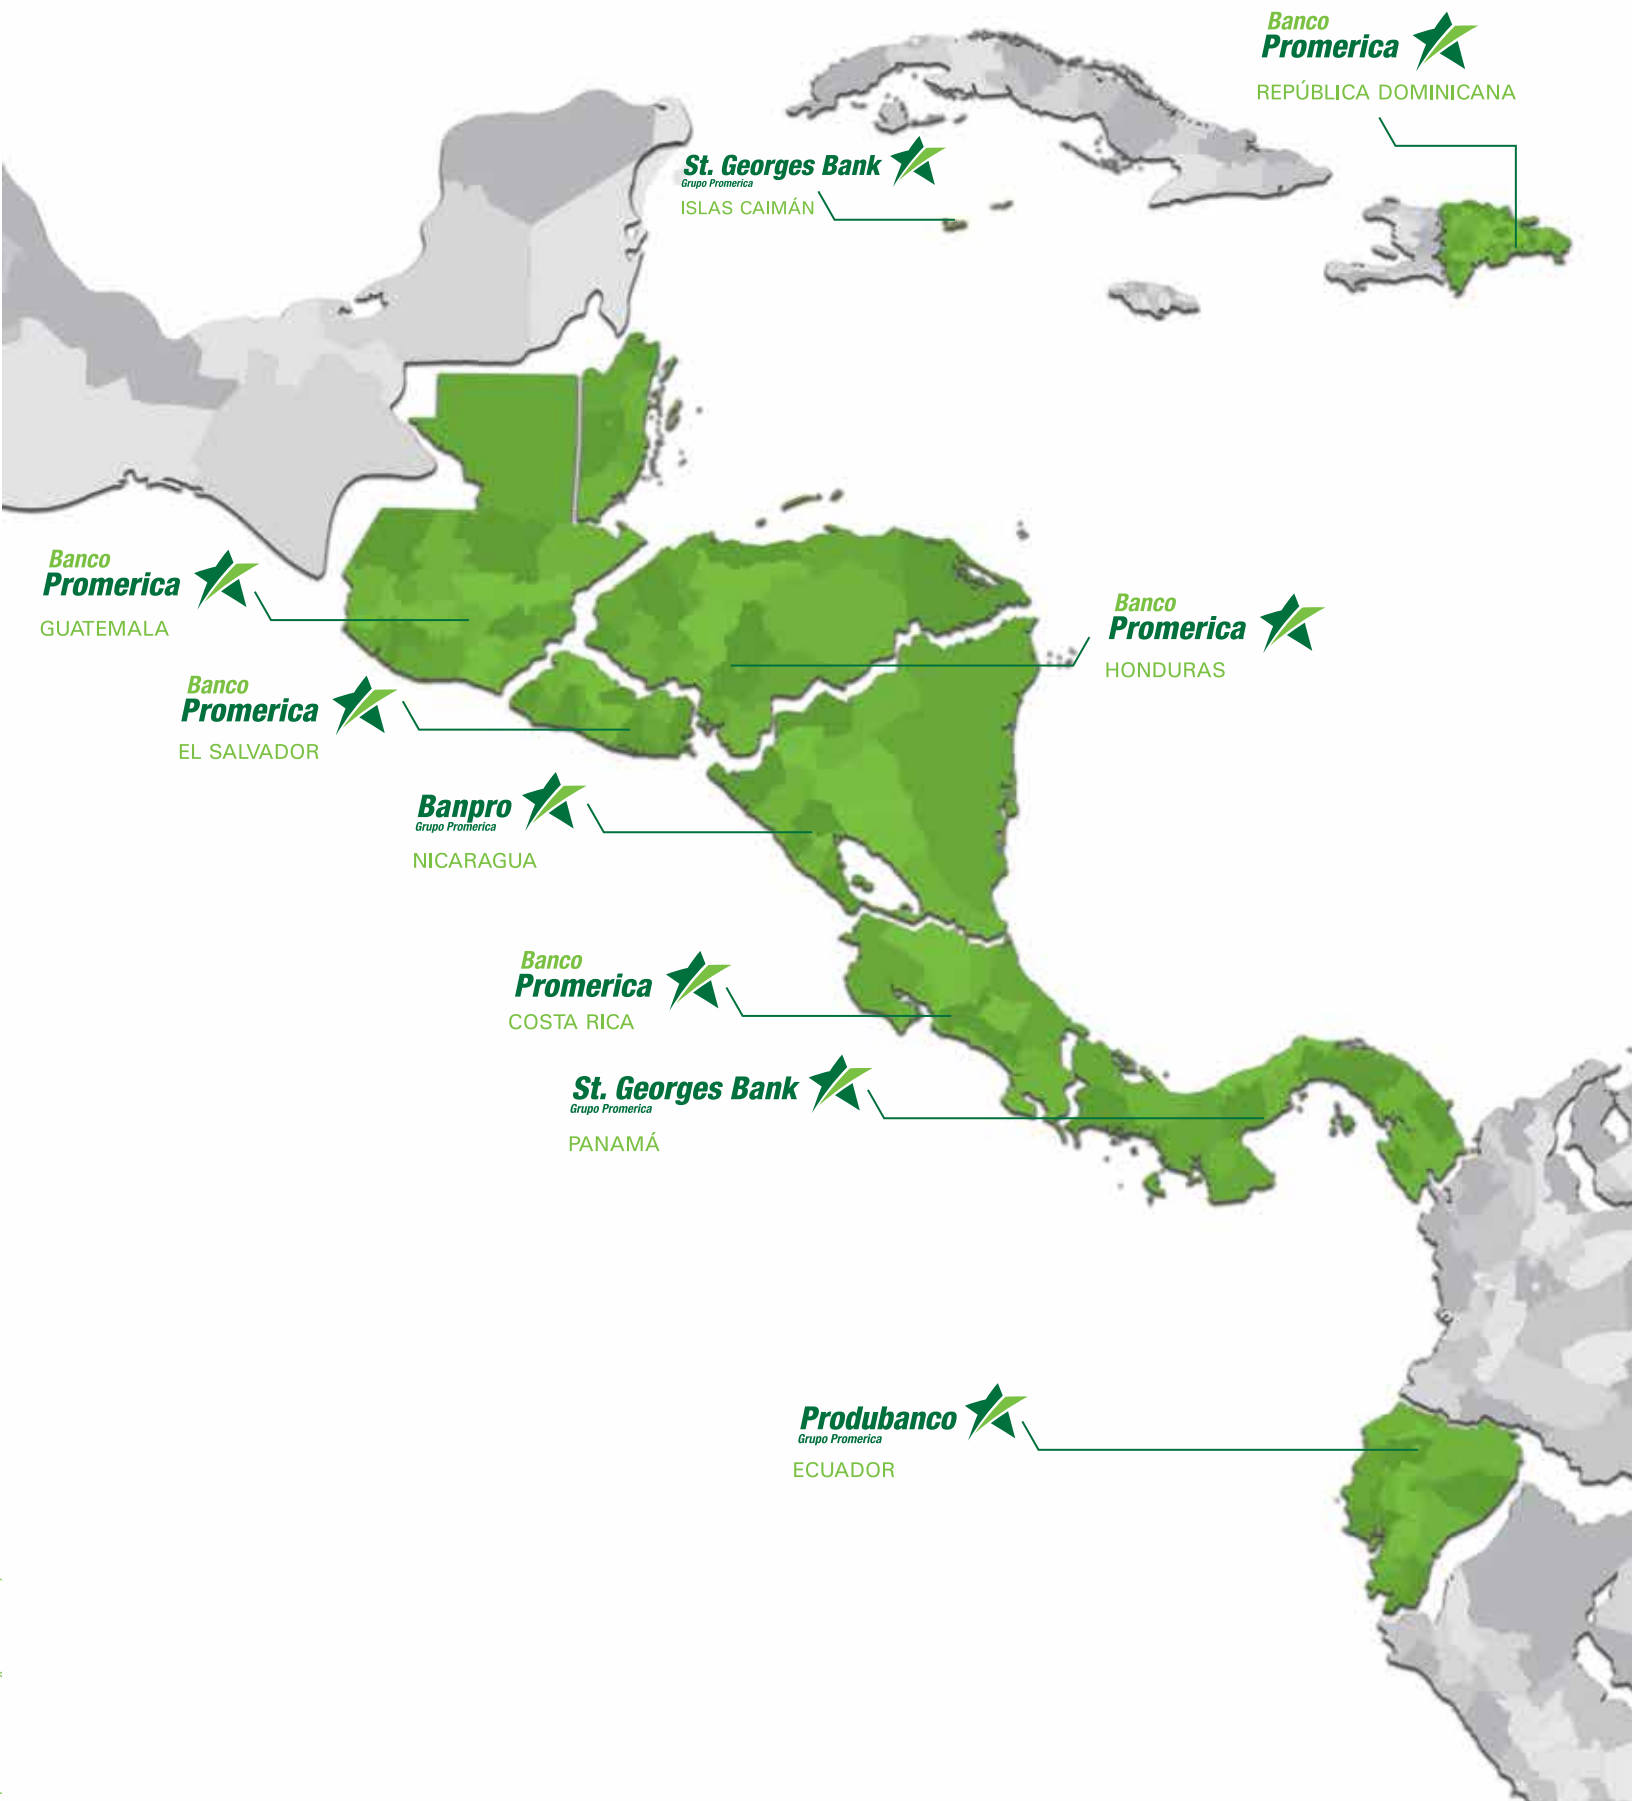 Banco
Promerica
REPÚBLICA DOMINICANA
St. Georges Bank
Grupo Promerica
ISLAS CAIMÁN
Banco
Promerica
GUATEMALA
Banco
Promerica
HONDURAS
Banco
Promerica
EL SALVADOR
Banpro
Grupo Promerica
NICARAGUA
Banco
Promerica
COSTA RICA
St. Georges Bank
Grupo Promerica
PANAMÁ
Produbanco
Grupo Promerica
ECUADOR